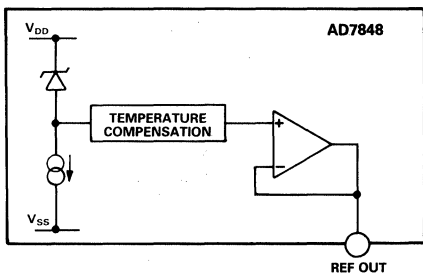 V_DD
AD7848
TEMPERATURE
COMPENSATION
+
−
V_SS
REF OUT